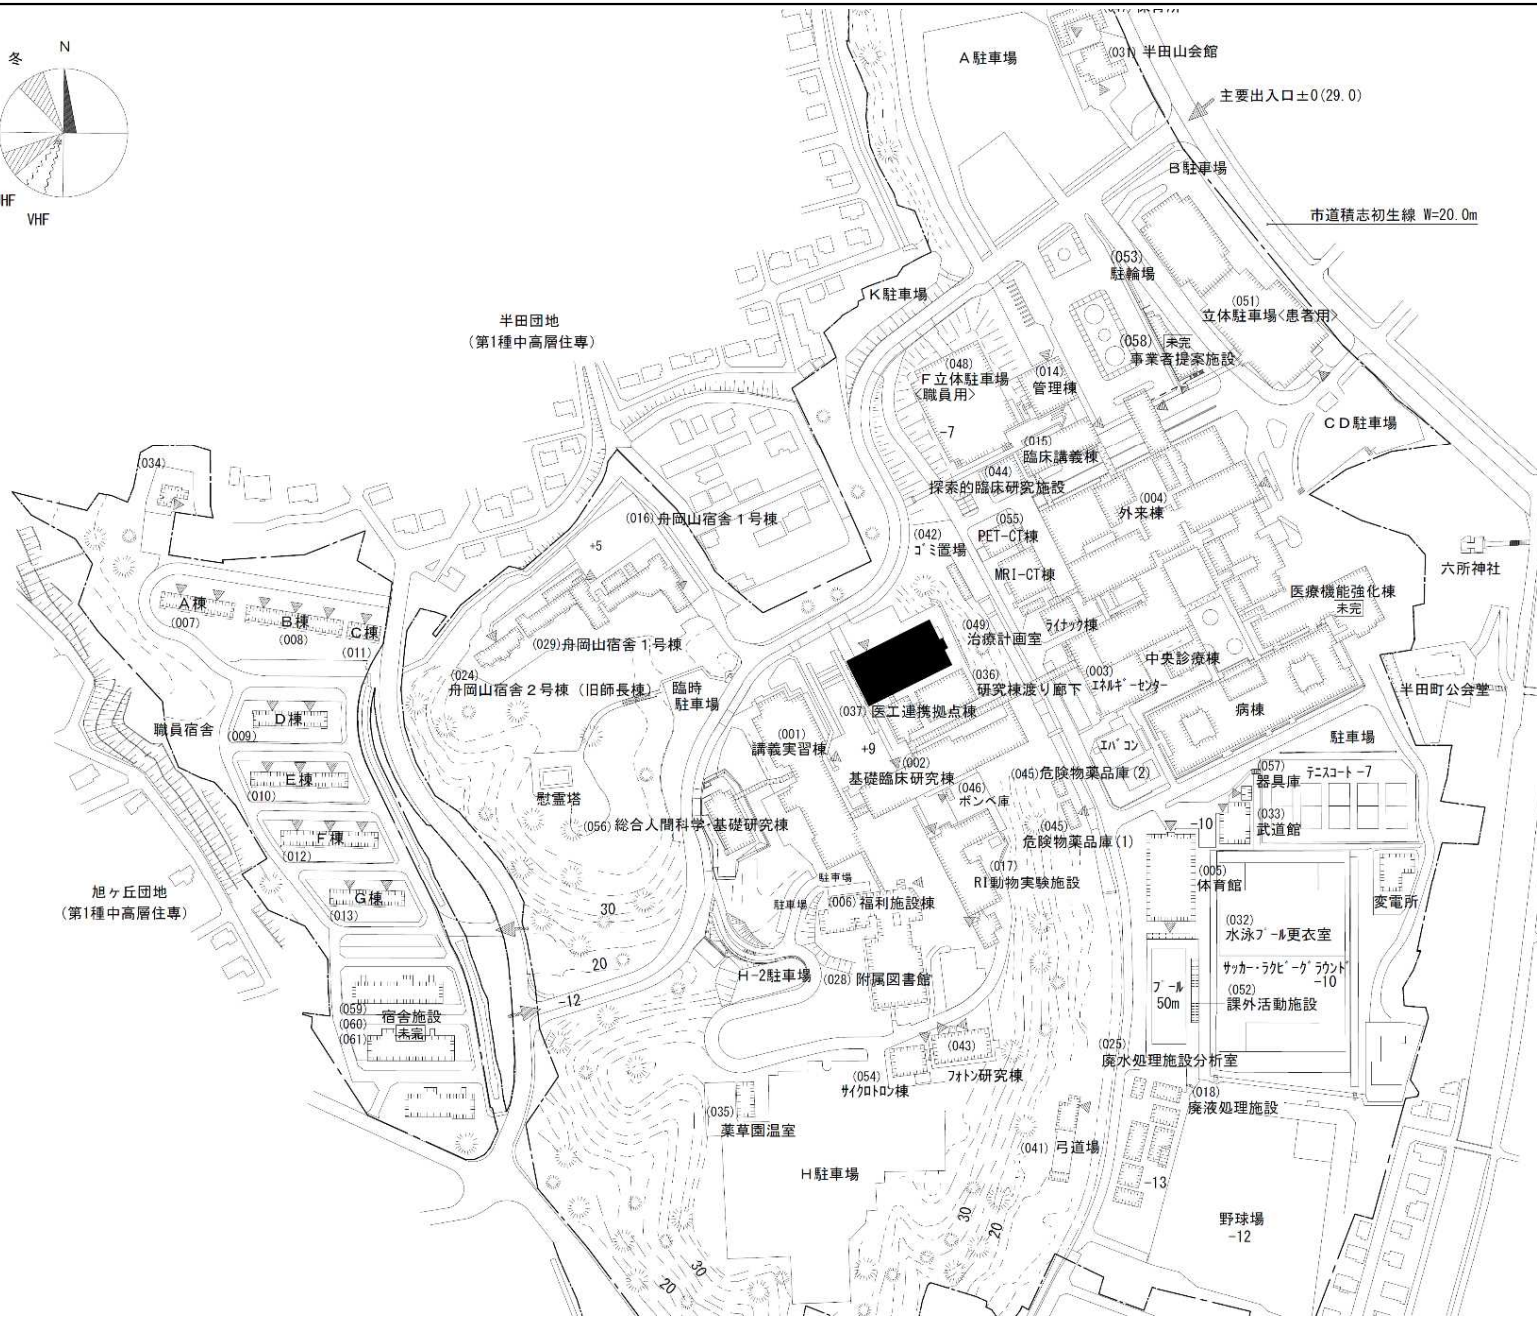 冬
N
HF
VHF
A駐車場
(031) 半田山会館
主要出入口±0(29.0)
B駐車場
市道積志初生線 W=20.0m
(053)
駐輪場
K駐車場
(051)
立体駐車場<患者用>
半田団地
(第1種中高層住専)
(058) 未完
事業者提案施設
(048)
F立体駐車場
<職員用>
-7
(014)
管理棟
CD駐車場
(015)
臨床講義棟
(044)
探索的臨床研究施設
(034)
(004)
外来棟
(016) 舟岡山宿舎1号棟
+5
(055)
PET-CT棟
(042)
ゴミ置場
MRI-CT棟
六所神社
医療機能強化棟
未完
A棟
(007)
B棟
(008)
C棟
(011)
(029) 舟岡山宿舎1号棟
(049)
治療計画室
ライナック棟
中央診療棟
(024)
舟岡山宿舎2号棟(旧師長棟)
臨時
駐車場
(036)
研究棟渡り廊下
(003)
エネルギーセンター
半田町公会堂
職員宿舎
D棟
(009)
(037) 医工連携拠点棟
病棟
(001)
講義実習棟
+9
(002)
基礎臨床研究棟
エバコン
駐車場
E棟
(010)
慰霊塔
(045) 危険物薬品庫(2)
(057)
器具庫
テニスコート -7
(046)
ボンベ庫
(056) 総合人間科学・基礎研究棟
F棟
(012)
(045)
危険物薬品庫(1)
-10
(033)
武道館
(017)
RI動物実験施設
旭ヶ丘団地
(第1種中高層住専)
G棟
(013)
駐車場
駐車場
(006) 福利施設棟
(005)
体育館
変電所
30
(032)
水泳プール更衣室
20
H-2駐車場
(028) 附属図書館
サッカー・ラグビーグラウンド
-10
プール
50m
(052)
課外活動施設
-12
(059)
(060)
(061)
宿舎施設
未完
(043)
フォトン研究棟
(025)
廃水処理施設分析室
(054)
サイクロトロン棟
(018)
廃液処理施設
(035)
薬草園温室
(041) 弓道場
H駐車場
-13
30
20
野球場
-12
30
20